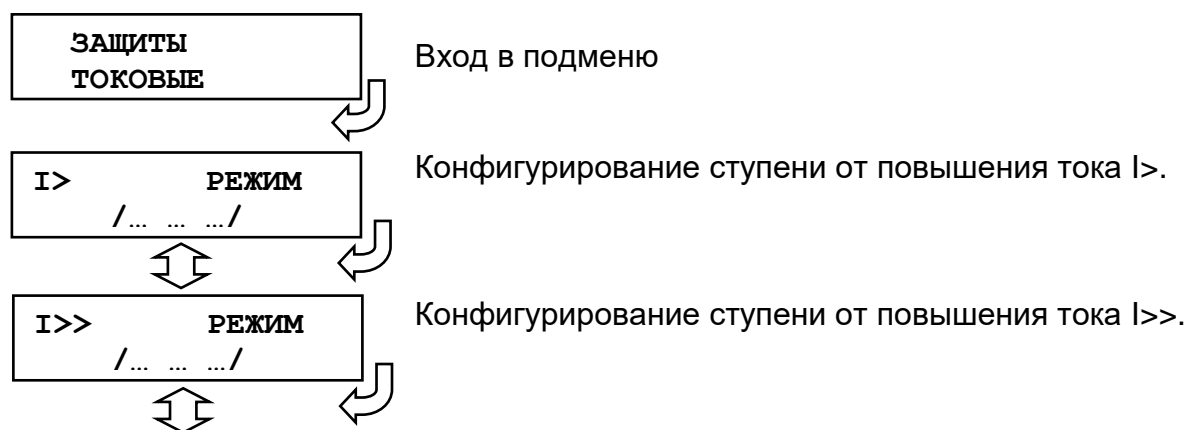 ЗАЩИТЫ
ТОКОВЫЕ
Вход в подменю
I> РЕЖИМ
/… … …/
Конфигурирование ступени от повышения тока I>.
I>> РЕЖИМ
/… … …/
Конфигурирование ступени от повышения тока I>>.